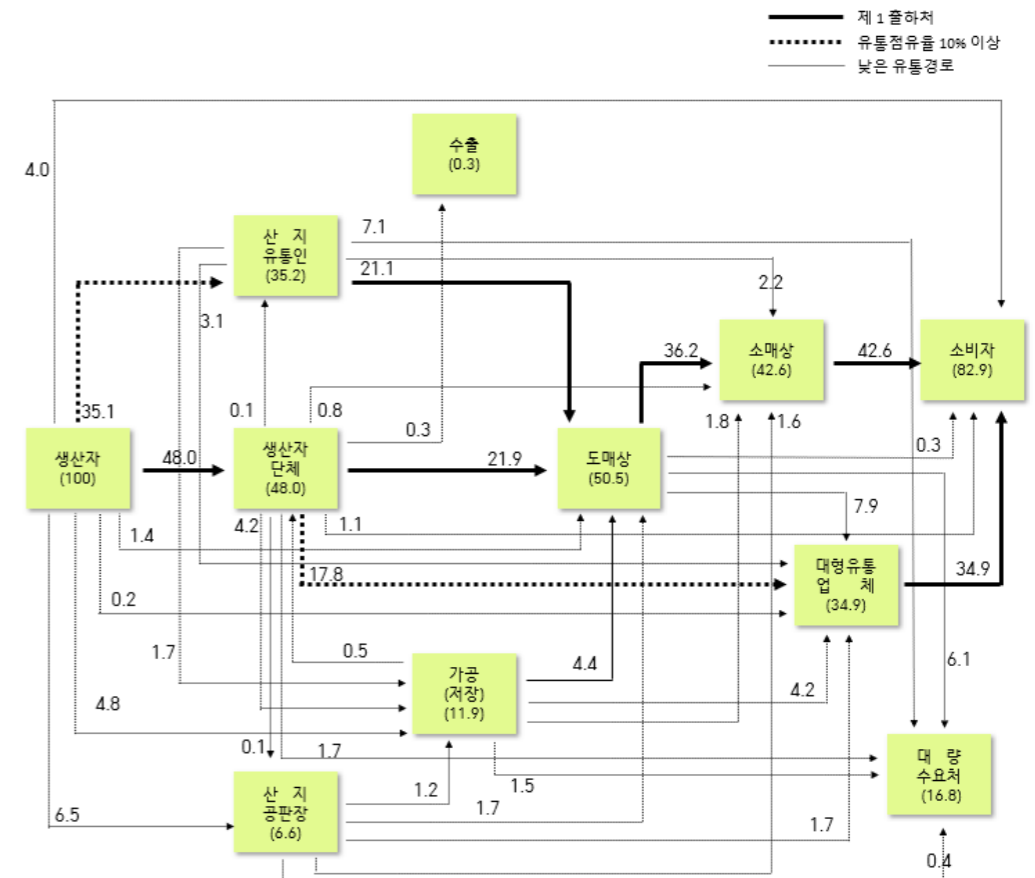 제 1 출하처
유통점유율 10% 이상
낮은 유통경로
4.0
수출
(0.3)
산 지
유통인
(35.2)
7.1
21.1
2.2
3.1
36.2
소매상
(42.6)
42.6
소비자
(82.9)
35.1
0.1
0.8
0.3
1.8
1.6
생산자
(100)
48.0
생산자
단체
(48.0)
21.9
도매상
(50.5)
0.3
7.9
1.4
4.2
1.1
17.8
대형유통
업 체
(34.9)
34.9
0.2
1.7
0.5
가공
(저장)
(11.9)
4.4
4.2
6.1
4.8
0.1
1.7
1.5
대 량
수요처
(16.8)
산 지
공판장
(6.6)
1.2
1.7
1.7
6.5
0.4